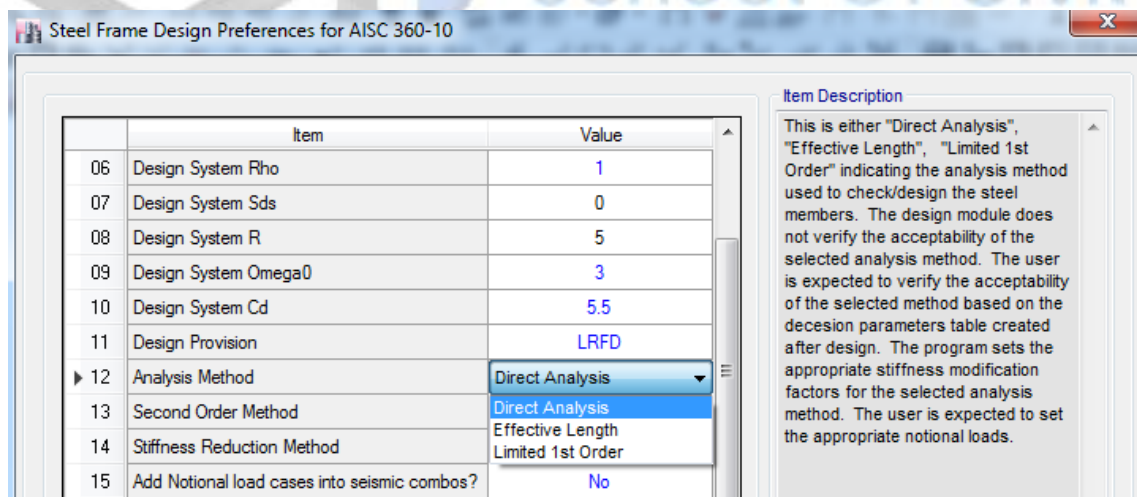 Steel Frame Design Preferences for AISC 360-10
Item Value
06 Design System Rho 1
07 Design System Sds 0
08 Design System R 5
09 Design System Omega0 3
10 Design System Cd 5.5
11 Design Provision LRFD
12 Analysis Method Direct Analysis
13 Second Order Method
14 Stiffness Reduction Method
15 Add Notional load cases into seismic combos? No
Direct Analysis
Effective Length
Limited 1st Order
Item Description
This is either "Direct Analysis",
"Effective Length", "Limited 1st
Order" indicating the analysis method
used to check/design the steel
members. The design module does
not verify the acceptability of the
selected analysis method. The user
is expected to verify the acceptability
of the selected method based on the
decesion parameters table created
after design. The program sets the
appropriate stiffness modification
factors for the selected analysis
method. The user is expected to set
the appropriate notional loads.